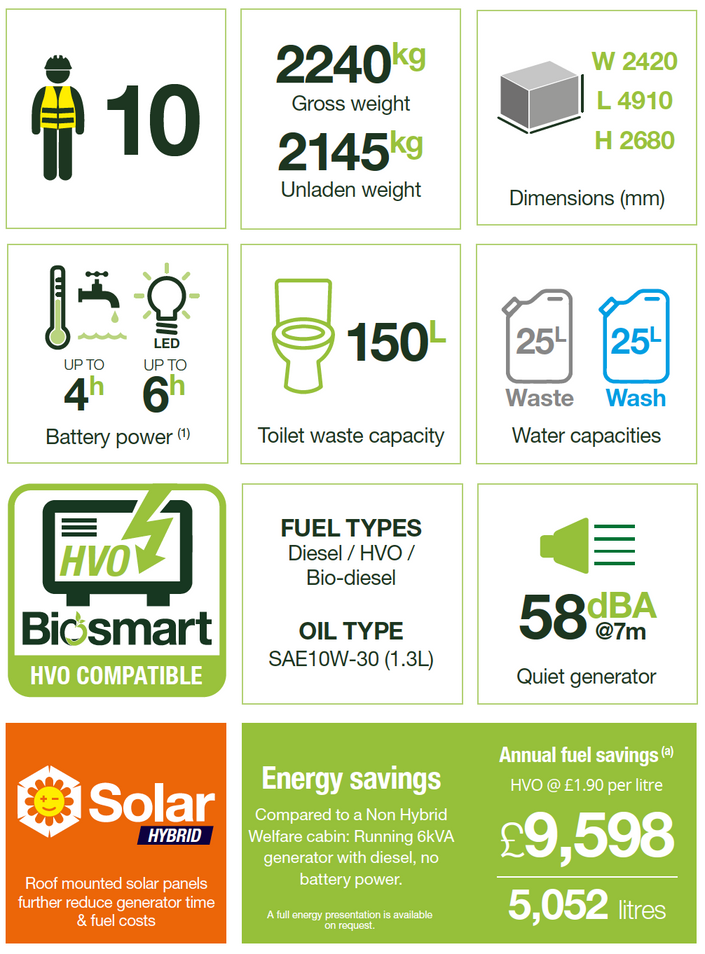 10
2240kg
Gross weight
2145kg
Unladen weight
W 2420
L 4910
H 2680
Dimensions (mm)
LED
UP TO
4h
UP TO
6h
Battery power (1)
150L
Toilet waste capacity
25L
Waste
25L
Wash
Water capacities
HVO
Biosmart
HVO COMPATIBLE
FUEL TYPES
Diesel / HVO /
Bio-diesel
OIL TYPE
SAE10W-30 (1.3L)
58dBA
@7m
Quiet generator
Solar
HYBRID
Roof mounted solar panels
further reduce generator time
& fuel costs
Energy savings
Compared to a Non Hybrid
Welfare cabin: Running 6kVA
generator with diesel, no
battery power.
A full energy presentation is available
on request.
Annual fuel savings (a)
HVO @ £1.90 per litre
£9,598
5,052 litres